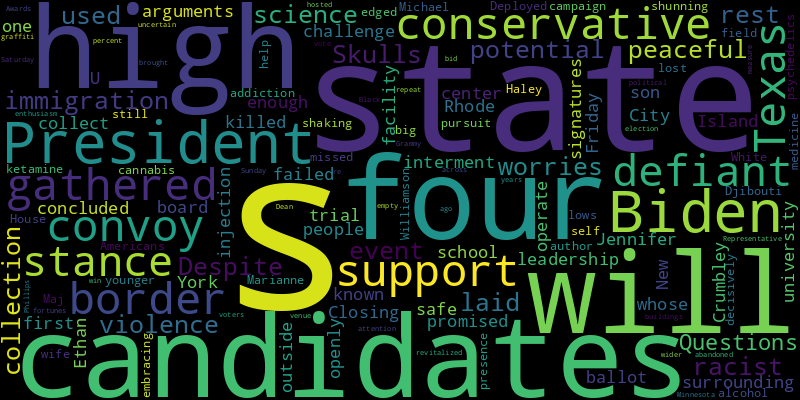 Awards hosted edged Michael Deployed campaign shunning
uncertain arguments science
one used rest
graffiti high conservative
percent challenge field
Saturday help Skulls potential peaceful
brought U state Texas
lost psychedelics
immigration addiction center Haley son
enough Rhode signatures Friday
collect facility
still killed City Island
President shaking big pursuit
repeat Black bid political measure
enthusiasm missed Grammy election White medicine
ketamine cannabis four interment worries defiant
gathered failed Despite
House Sunday across years
concluded board injection Williamson operate lows Djibouti
convoy S Dean trial empty ago self Biden
people author
Americans event school Jennifer Representative
collection stance support leadership New university
win younger York Marianne
Maj border known laid whose Crumbley decisively
Phillips fortunes
first violence Closing safe promised will
voters venue attention buildings
Ethan candidates Questions
wife outside openly revitalized wider abandoned
embracing presence ballot racist
surrounding
Minnesota alcohol